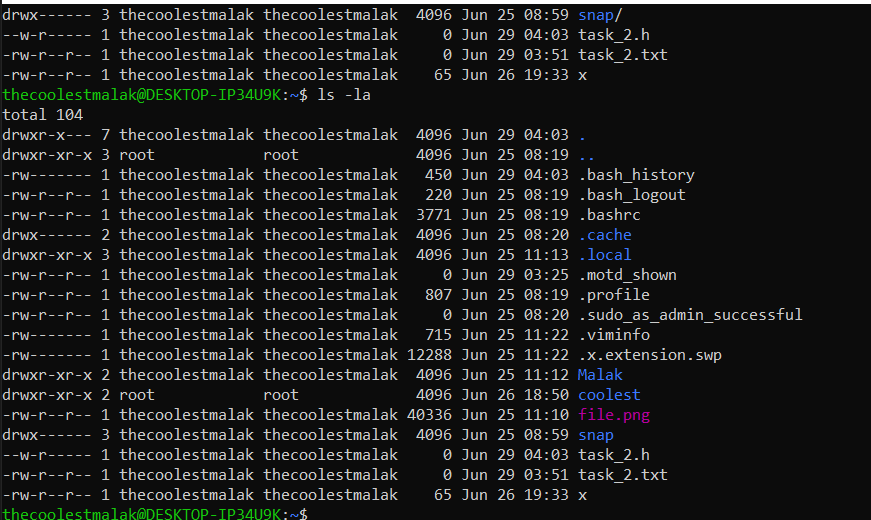 drwx------ 3 thecoolestmalak thecoolestmalak  4096 Jun 25 08:59 snap/
--w-r----- 1 thecoolestmalak thecoolestmalak     0 Jun 29 04:03 task_2.h
-rw-r--r-- 1 thecoolestmalak thecoolestmalak     0 Jun 29 03:51 task_2.txt
-rw-r--r-- 1 thecoolestmalak thecoolestmalak    65 Jun 26 19:33 x
thecoolestmalak@DESKTOP-IP34U9K:~$ ls -la
total 104
drwxr-x--- 7 thecoolestmalak thecoolestmalak  4096 Jun 29 04:03 .
drwxr-xr-x 3 root            root             4096 Jun 25 08:19 ..
-rw------- 1 thecoolestmalak thecoolestmalak   450 Jun 29 04:03 .bash_history
-rw-r--r-- 1 thecoolestmalak thecoolestmalak   220 Jun 25 08:19 .bash_logout
-rw-r--r-- 1 thecoolestmalak thecoolestmalak  3771 Jun 25 08:19 .bashrc
drwx------ 2 thecoolestmalak thecoolestmalak  4096 Jun 25 08:20 .cache
drwxr-xr-x 3 thecoolestmalak thecoolestmalak  4096 Jun 25 11:13 .local
-rw-r--r-- 1 thecoolestmalak thecoolestmalak     0 Jun 29 03:25 .motd_shown
-rw-r--r-- 1 thecoolestmalak thecoolestmalak   807 Jun 25 08:19 .profile
-rw-r--r-- 1 thecoolestmalak thecoolestmalak     0 Jun 25 08:20 .sudo_as_admin_successful
-rw------- 1 thecoolestmalak thecoolestmalak   715 Jun 25 11:22 .viminfo
-rw------- 1 thecoolestmalak thecoolestmalak 12288 Jun 25 11:22 .x.extension.swp
drwxr-xr-x 2 thecoolestmalak thecoolestmalak  4096 Jun 25 11:12 Malak
drwxr-xr-x 2 root            root             4096 Jun 26 18:50 coolest
-rw-r--r-- 1 thecoolestmalak thecoolestmalak 40336 Jun 25 11:10 file.png
drwx------ 3 thecoolestmalak thecoolestmalak  4096 Jun 25 08:59 snap
--w-r----- 1 thecoolestmalak thecoolestmalak     0 Jun 29 04:03 task_2.h
-rw-r--r-- 1 thecoolestmalak thecoolestmalak     0 Jun 29 03:51 task_2.txt
-rw-r--r-- 1 thecoolestmalak thecoolestmalak    65 Jun 26 19:33 x
thecoolestmalak@DESKTOP-IP34U9K:~$